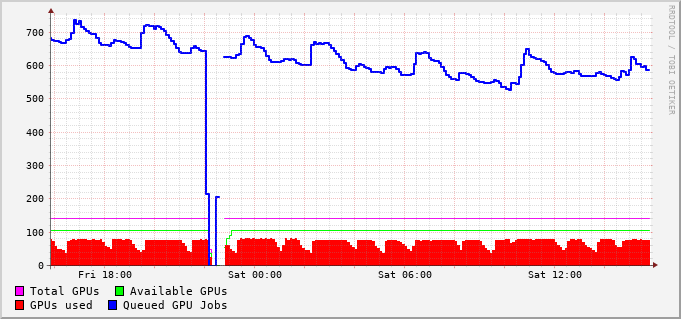 RRDTOOL / TOBI OETIKER
700
600
500
400
300
200
100
0
Fri 18:00 Sat 00:00 Sat 06:00 Sat 12:00
Total GPUs Available GPUs
GPUs used Queued GPU Jobs